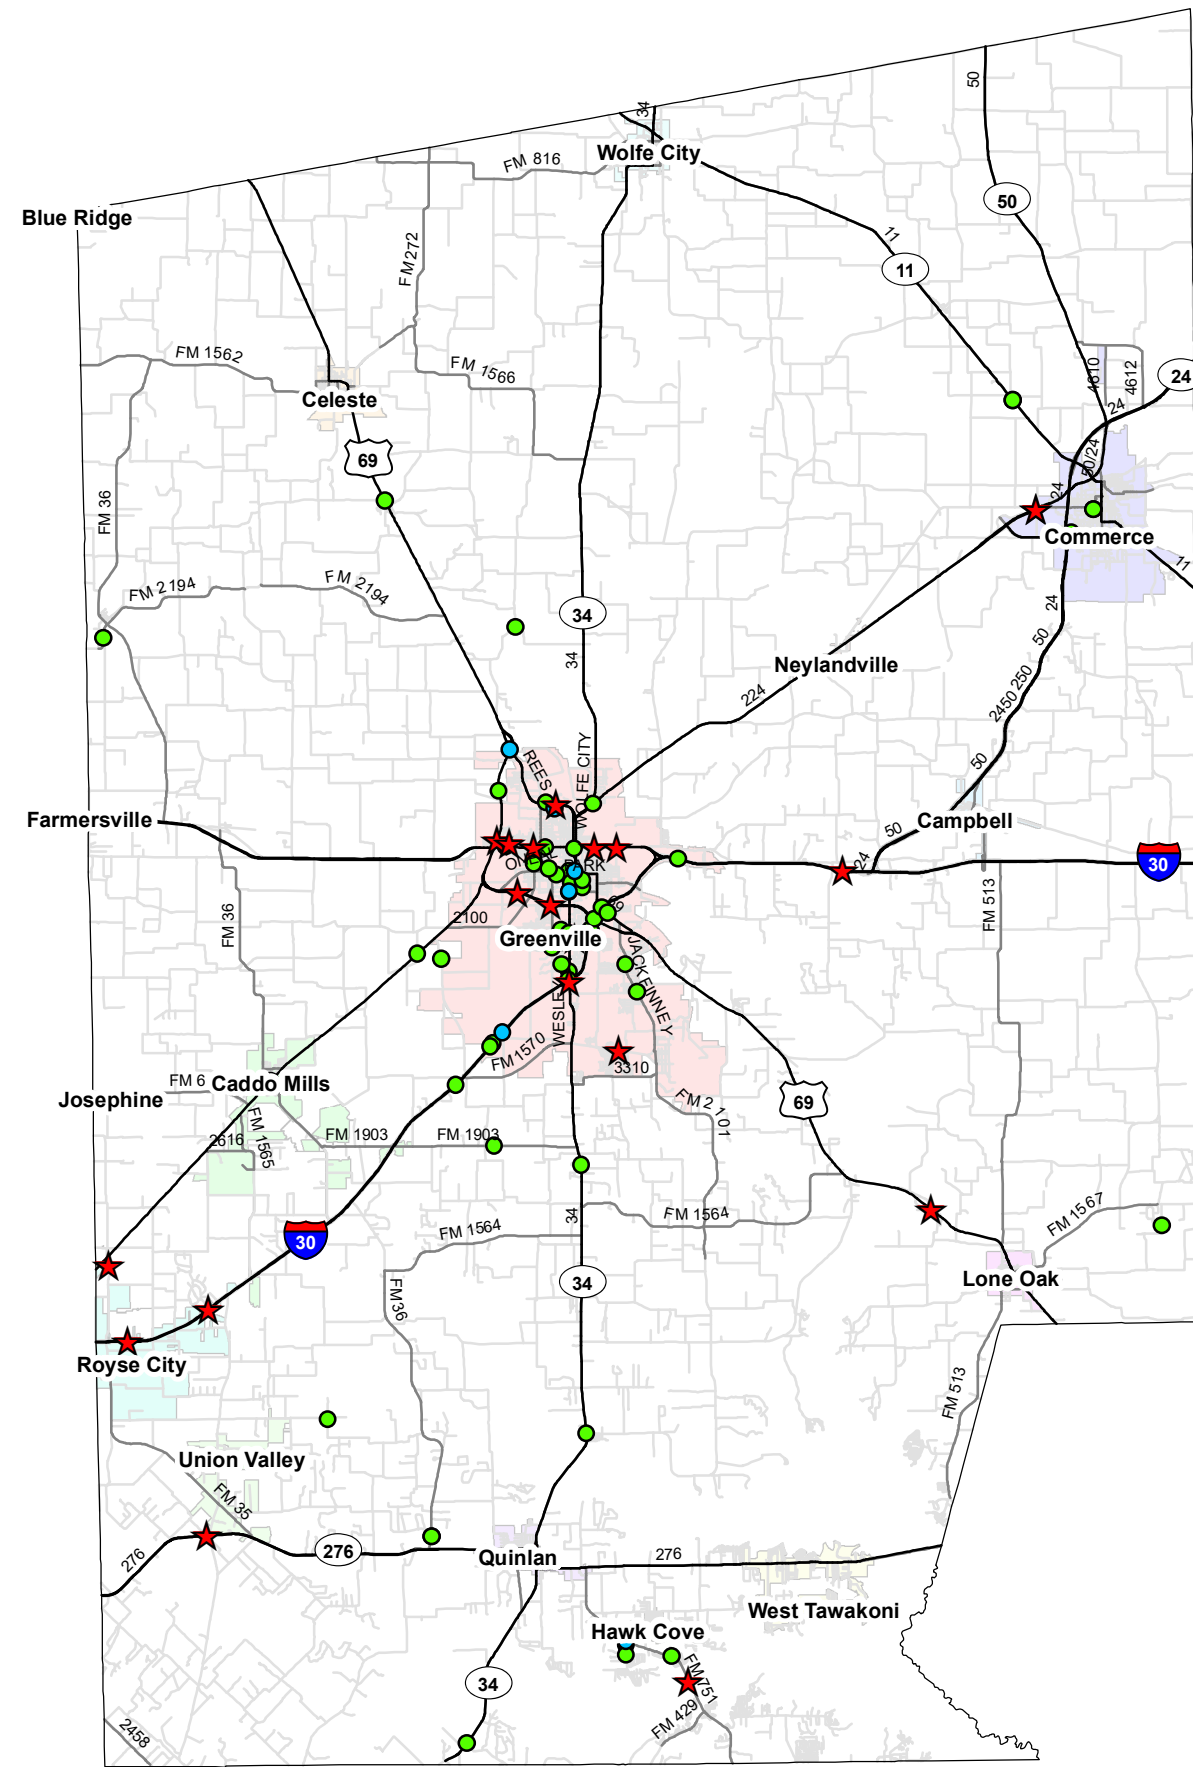 50
34
Wolfe City
FM 816
50
Blue Ridge
FM 272
11
11
FM 1562
FM 1566
4610
4612
24
Celeste
24
69
50/24
24
FM 36
Commerce
11
FM 2194
FM 2194
24
34
50
34
Neylandville
2450 250
224
REES
WOLFE CITY
50
Farmersville
50
Campbell
24
30
PARK
FM 513
69
2100
FM 36
Greenville
JACK FINNEY
WESLEY
FM 1570
3310
FM 6
Caddo Mills
Josephine
69
FM 2101
FM 1565
FM 1903
FM 1903
2616
34
FM 1564
FM 1567
FM 1564
30
Lone Oak
34
FM 36
Royse City
FM 513
Union Valley
FM 35
276
276
Quinlan
276
West Tawakoni
Hawk Cove
FM 751
34
FM 429
2458